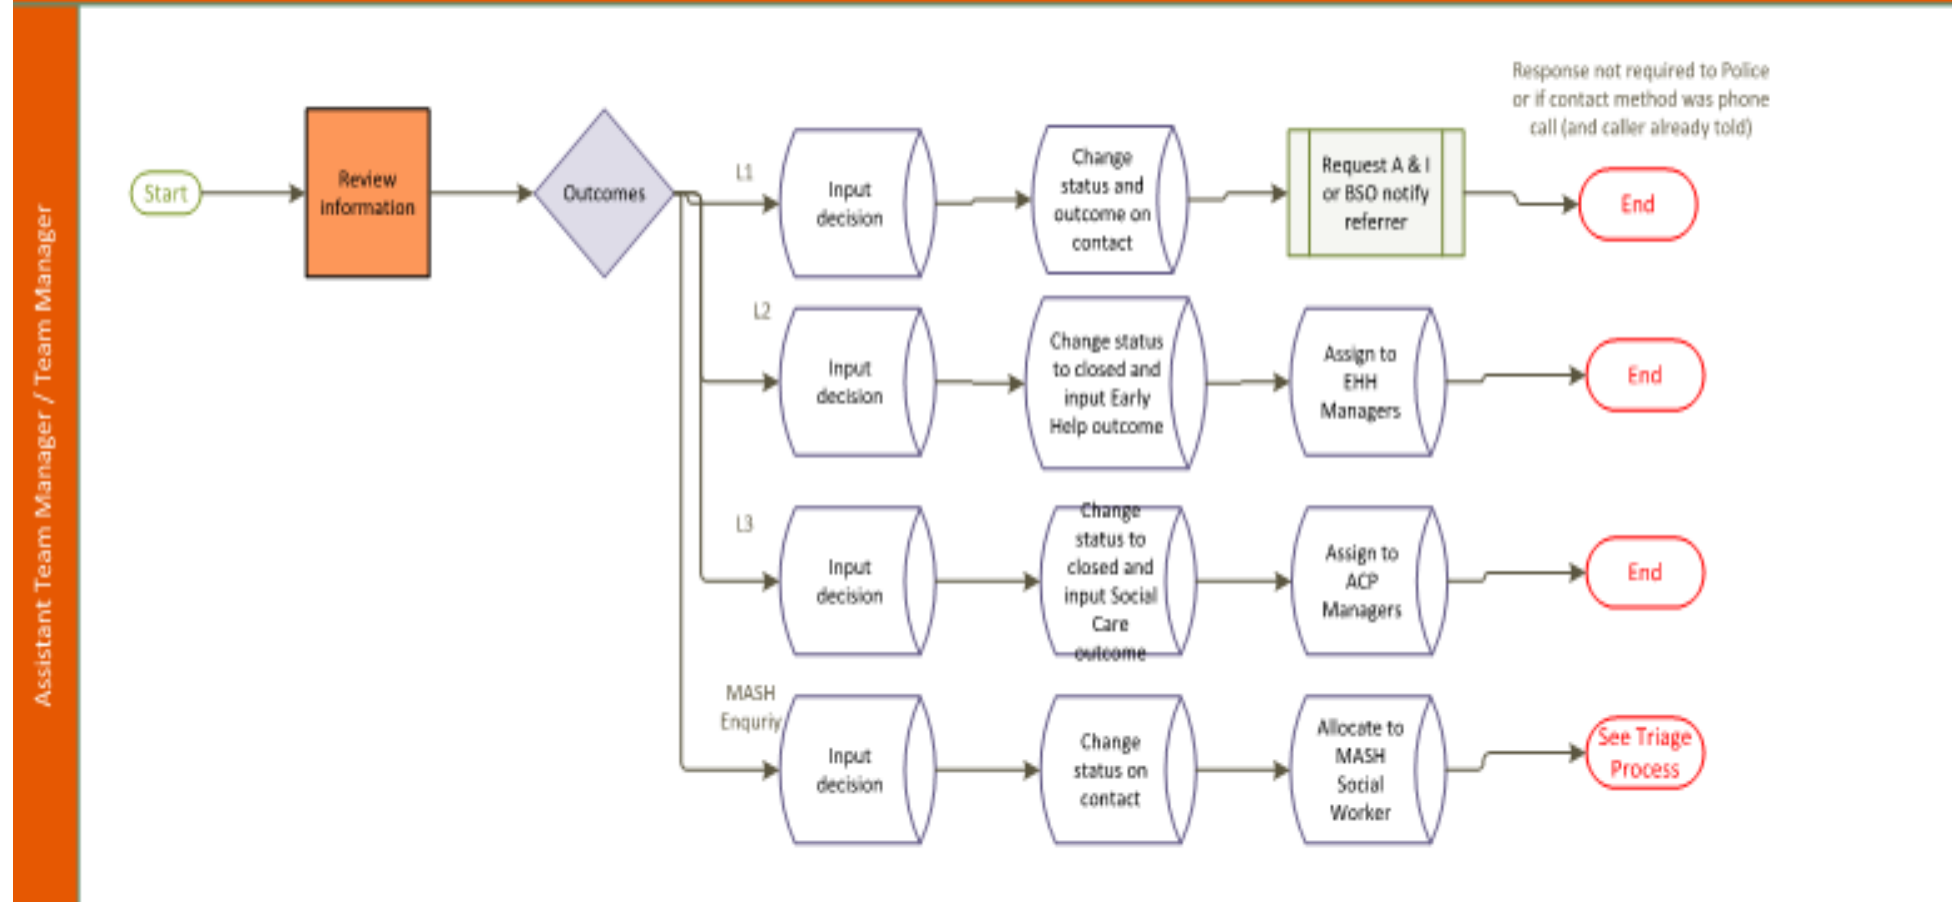 Assistant Team Manager / Team Manager
Start
Review
information
Outcomes
L1
Input
decision
Change
status and
outcome on
contact
Request A & I
or BSO notify
referrer
Response not required to Police
or if contact method was phone
call (and caller already told)
End
L2
Input
decision
Change status
to closed and
input Early
Help outcome
Assign to
EHH
Managers
End
L3
Input
decision
Change
status to
closed and
input Social
Care
outcome
Assign to
ACP
Managers
End
MASH
Enquriy
Input
decision
Change
status on
contact
Allocate to
MASH
Social
Worker
See Triage
Process